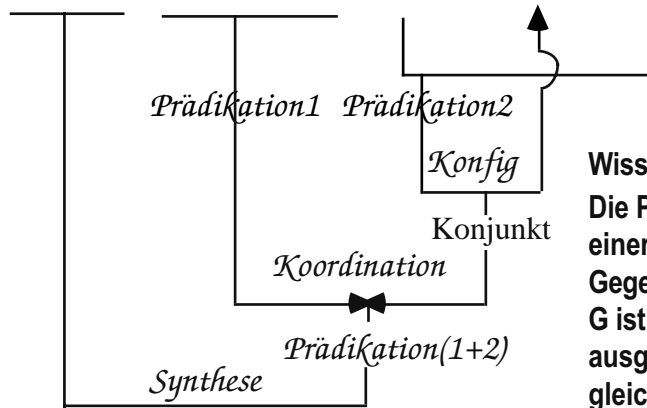 Prädikation1 Prädikation2
Konfig
Konjunkt
Koordination
Prädikation(1+2)
Synthese
Wiss
Die P
einer
Gege
G ist
ausg
gleic